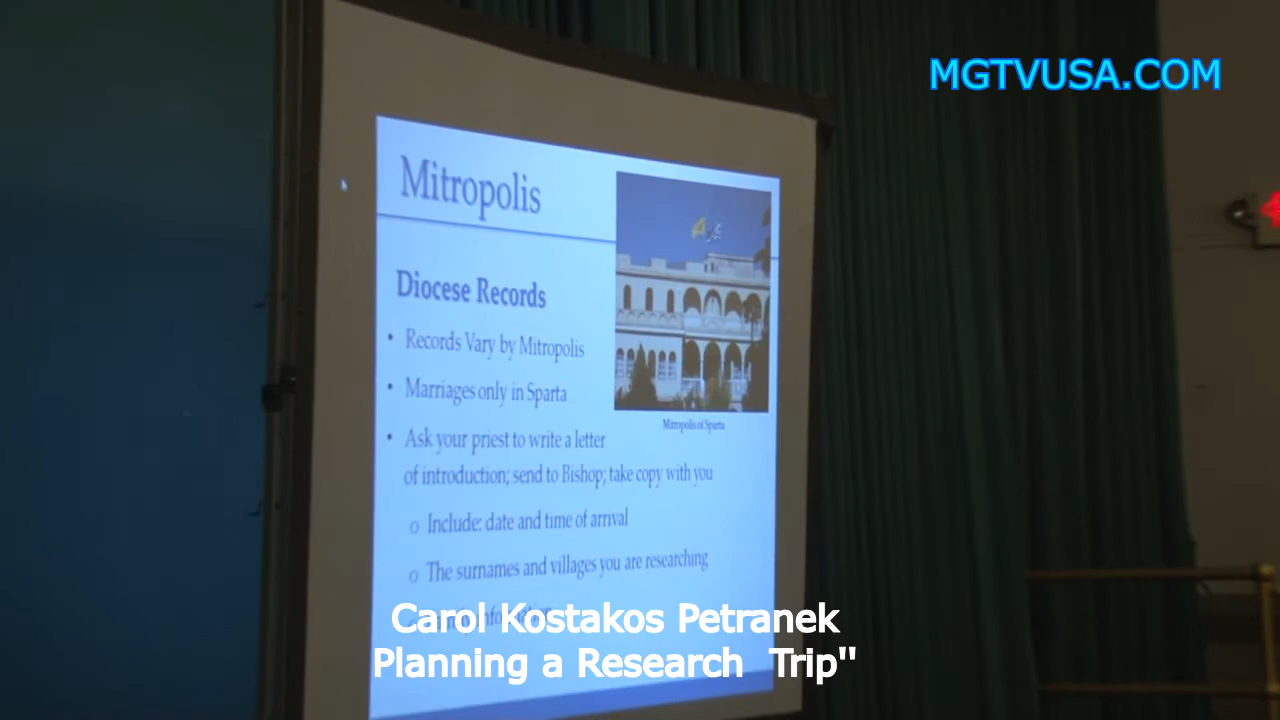 MGTVUSA.COM
Mitropolis
Diocese Records
• Records Vary by Mitropolis
• Marriages only in Sparta
• Ask your priest to write a letter
of introduction; send to Bishop; take copy with you
o Include: date and time of arrival
o The surnames and villages you are researching
Mitropolis of Sparta
Carol Kostakos Petranek
Planning a Research Trip"